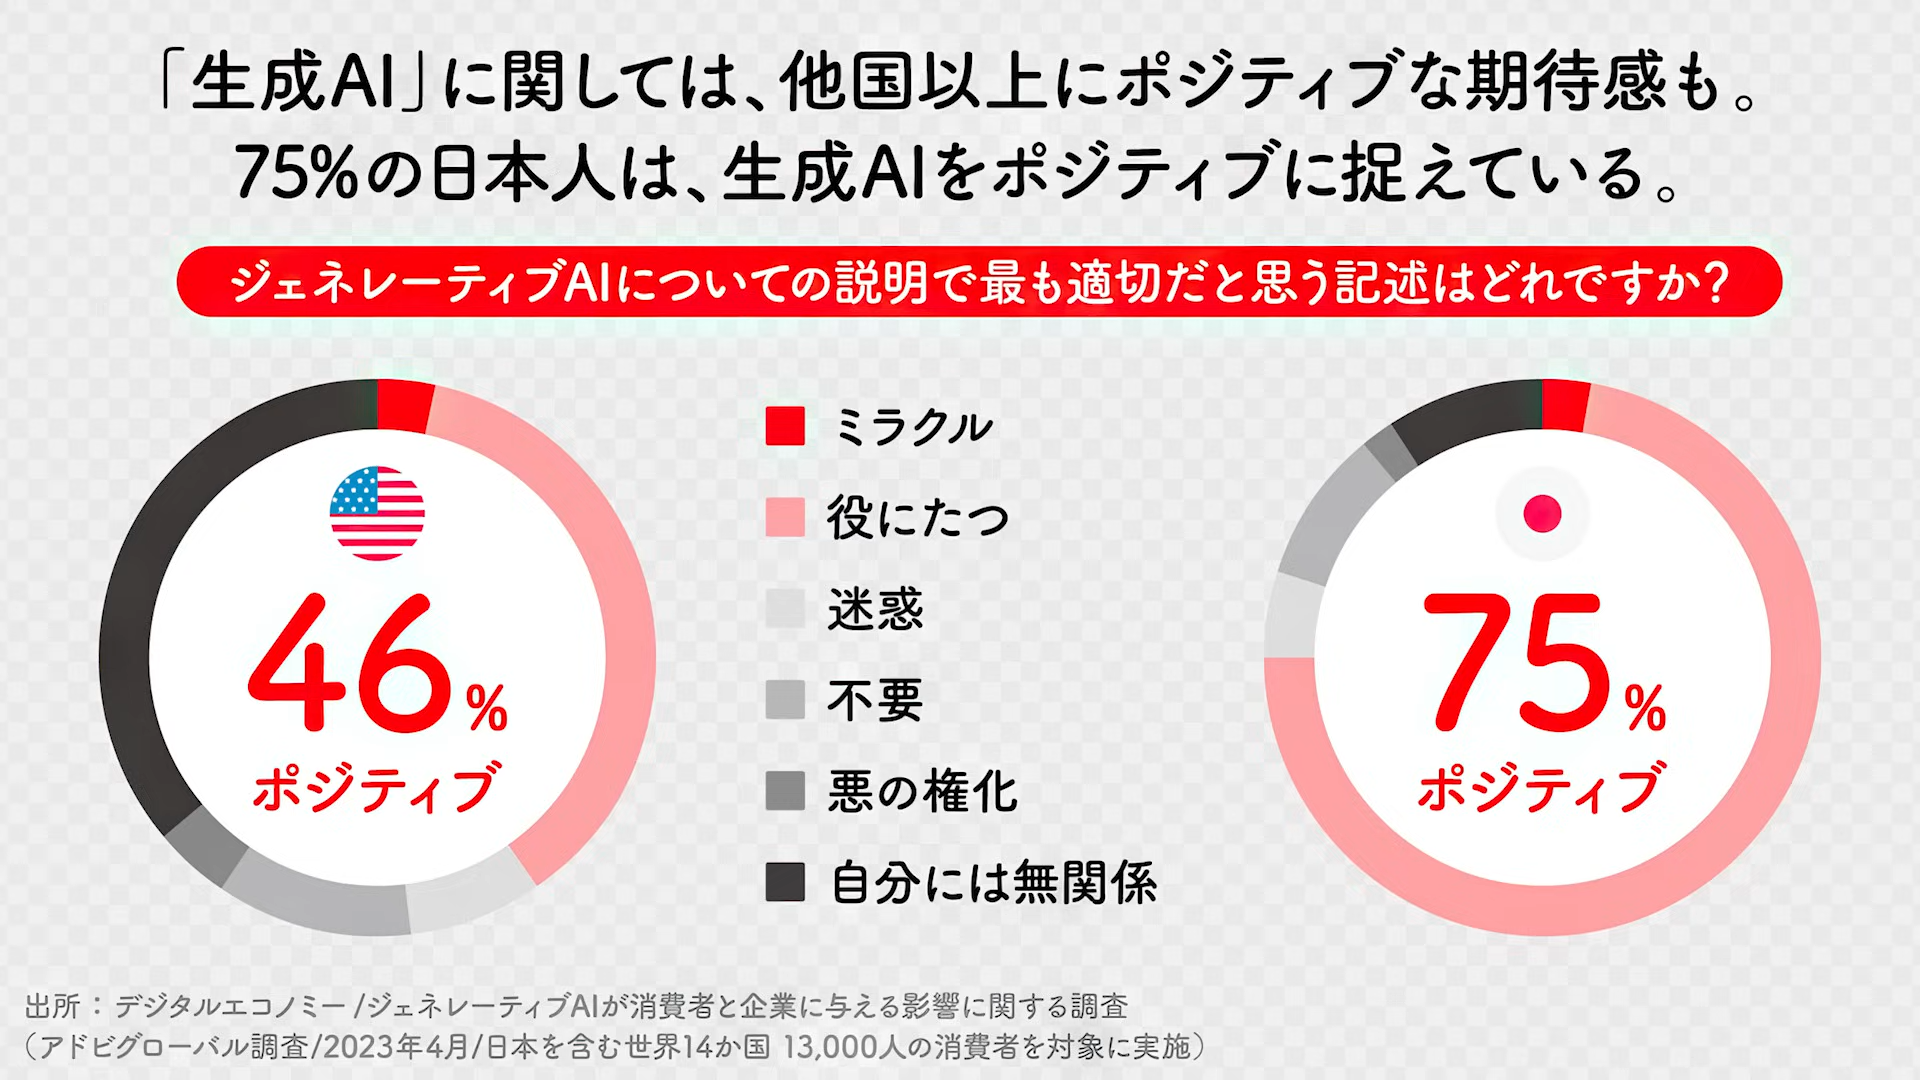 「生成AI」に関しては、他国以上にポジティブな期待感も。
75%の日本人は、生成AIをポジティブに捉えている。
ジェネレーティブAIについての説明で最も適切だと思う記述はどれですか?
46%
ポジティブ
ミラクル
役にたつ
迷惑
不要
悪の権化
自分には無関係
75%
ポジティブ
出所：デジタルエコノミー/ジェネレーティブAIが消費者と企業に与える影響に関する調査
（アドビグローバル調査/2023年4月/日本を含む世界14か国 13,000人の消費者を対象に実施）